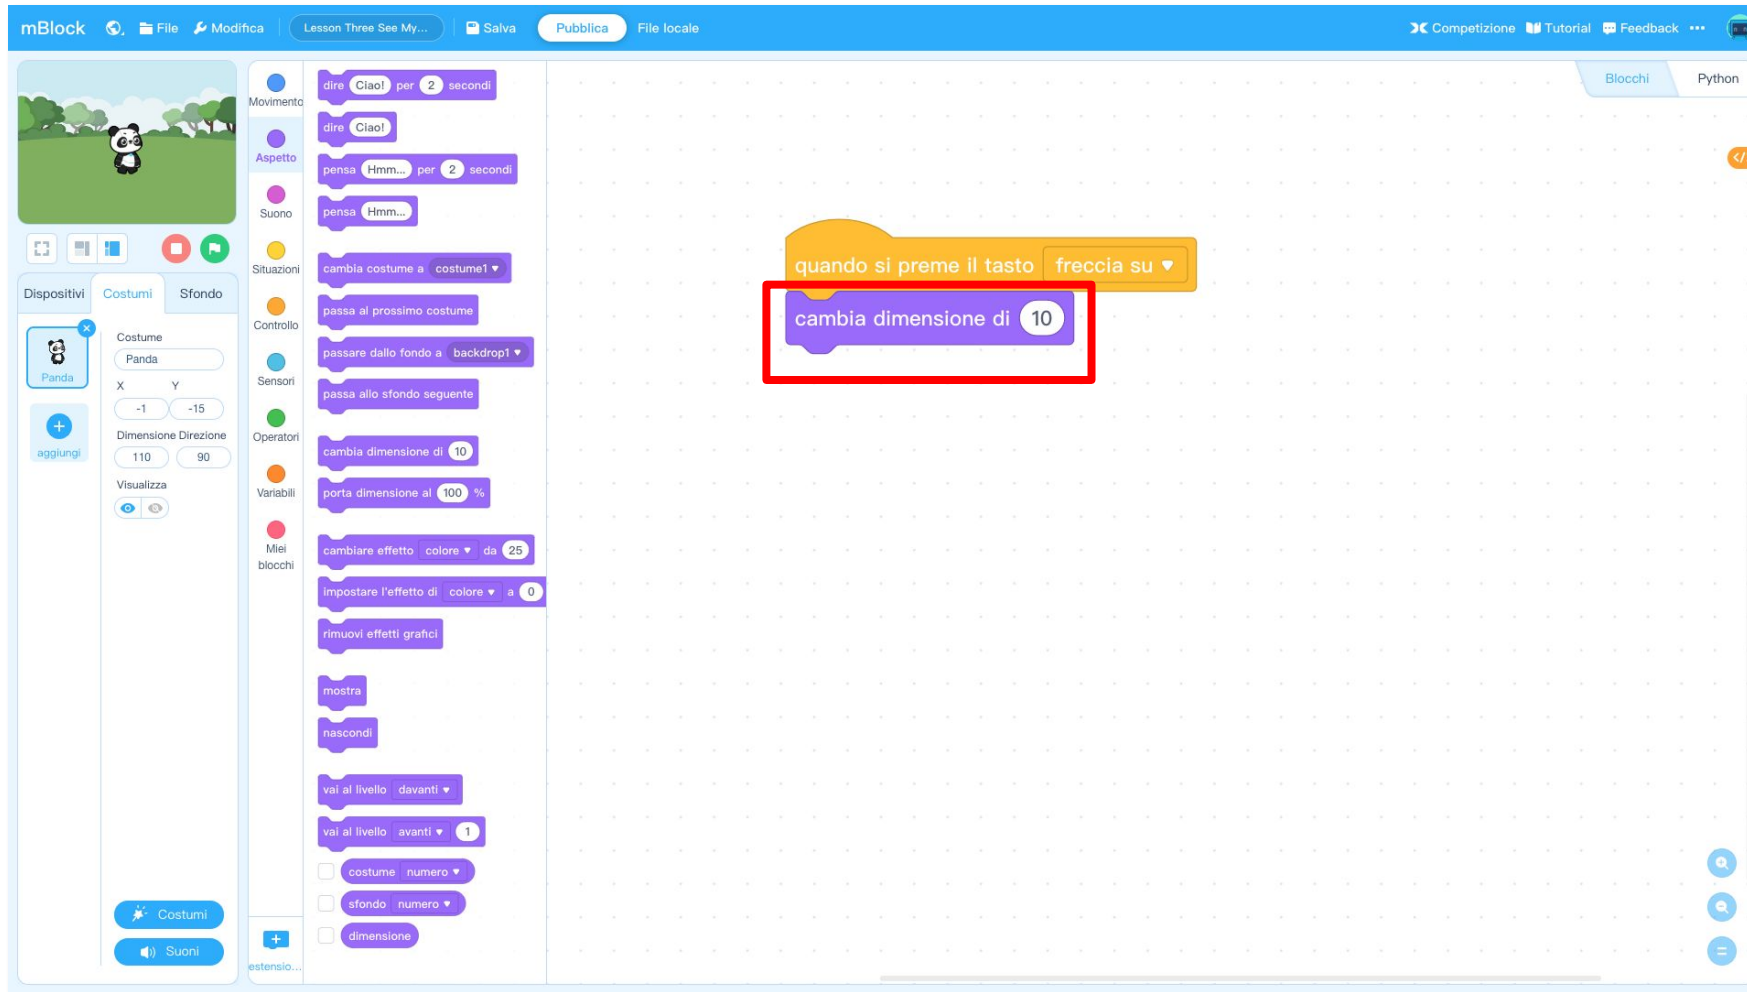 mBlock File Modifica Lesson Three See My... Salva Pubblica File locale Competizione Tutorial Feedback
Blocchi Python
Movimento
Aspetto
Suono
Situazioni
Controllo
Sensori
Operatori
Variabili
Miei
blocchi
estensio...
dire Ciao! per 2 secondi
dire Ciao!
pensa Hmm... per 2 secondi
pensa Hmm...
cambia costume a costume1
passa al prossimo costume
passare dallo fondo a backdrop1
passa allo sfondo seguente
cambia dimensione di 10
porta dimensione al 100 %
cambiare effetto colore da 25
impostare l'effetto di colore a 0
rimuovi effetti grafici
mostra
nascondi
vai al livello davanti
vai al livello avanti 1
costume numero
sfondo numero
dimensione
quando si preme il tasto freccia su
cambia dimensione di 10
Dispositivi Costumi Sfondo
Panda
aggiungi
Costume
Panda
X Y
-1 -15
Dimensione Direzione
110 90
Visualizza
Costumi
Suoni